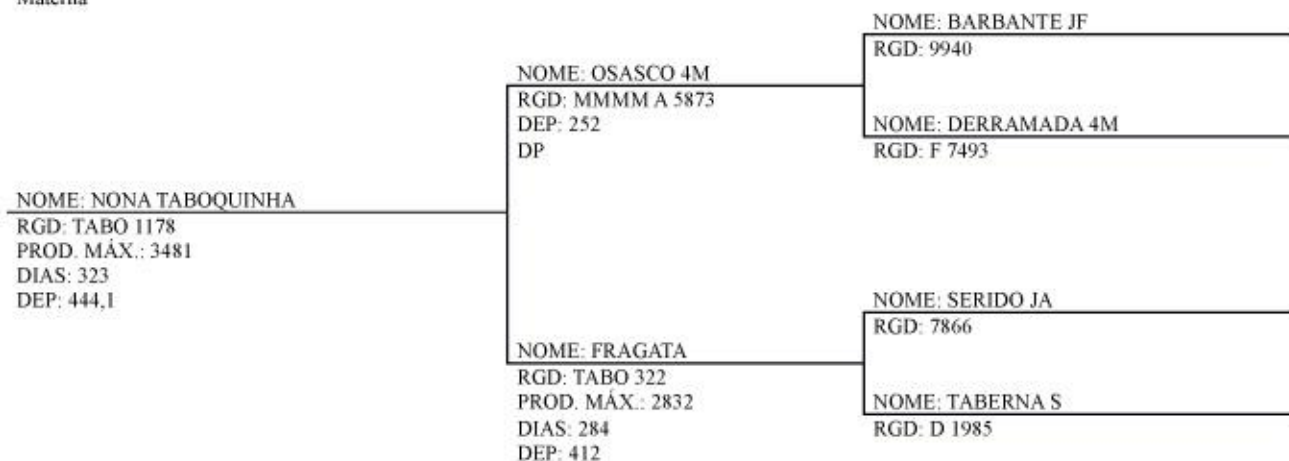 Materna
NOME: BARBANTE JF
RGD: 9940
NOME: OSASCO 4M
RGD: MMMM A 5873
DEP: 252
DP
NOME: DERRAMADA 4M
RGD: F 7493
NOME: NONA TABOQUINHA
RGD: TABO 1178
PROD. MÁX.: 3481
DIAS: 323
DEP: 444,1
NOME: SERIDO JA
RGD: 7866
NOME: FRAGATA
RGD: TABO 322
PROD. MÁX.: 2832
DIAS: 284
DEP: 412
NOME: TABERNA S
RGD: D 1985